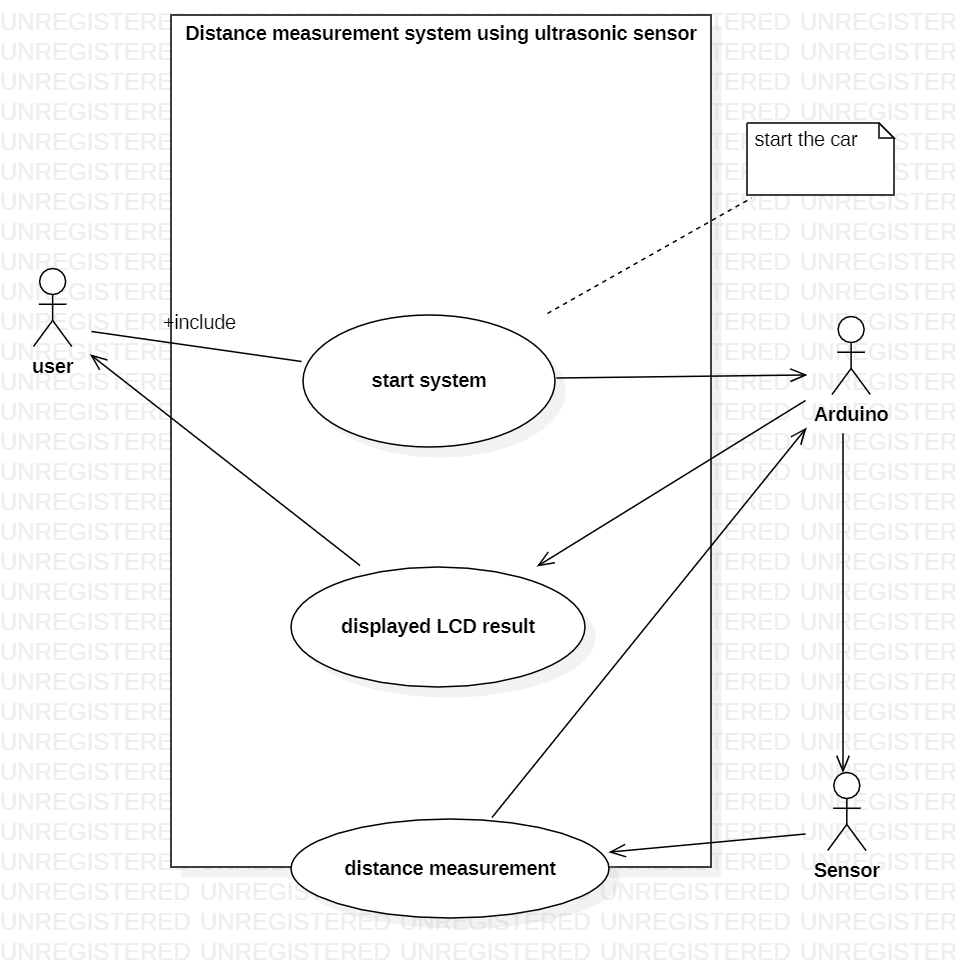 Distance measurement system using ultrasonic sensor
start the car
+include
user
start system
Arduino
displayed LCD result
distance measurement
Sensor
UNREGISTERED